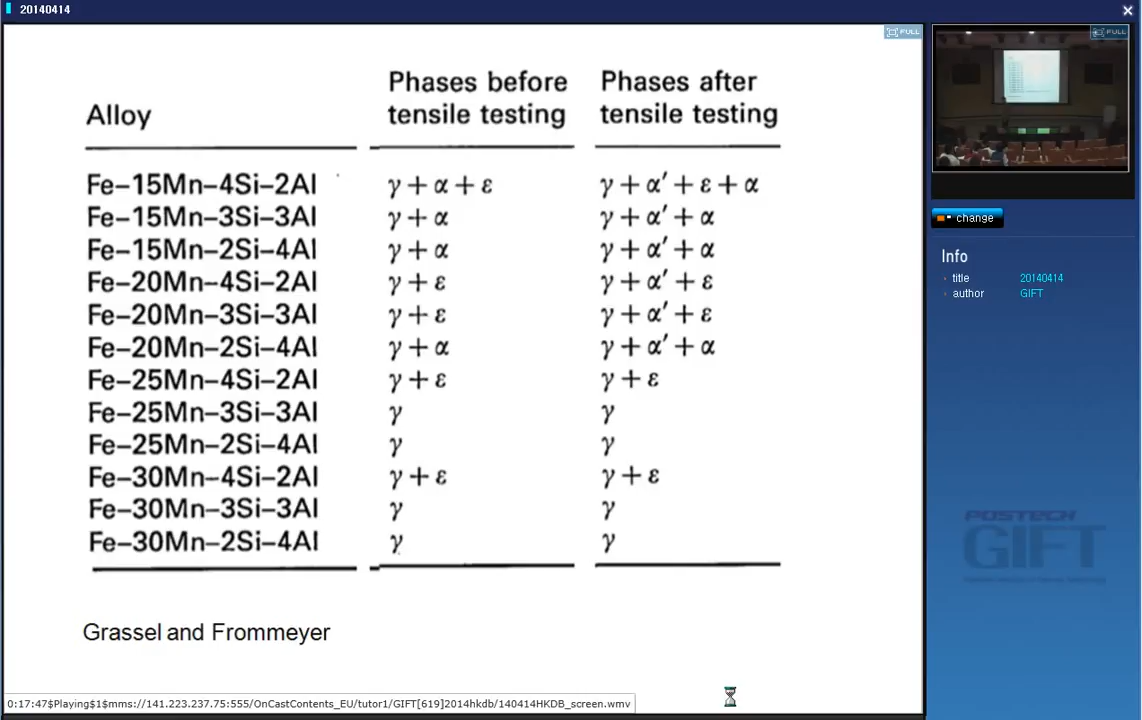 20140414
FULL
FULL
Alloy Phases before tensile testing Phases after tensile testing
Fe–15Mn–4Si–2Al γ + α + ε γ + α′ + ε + α
Fe–15Mn–3Si–3Al γ + α γ + α′ + α
Fe–15Mn–2Si–4Al γ + α γ + α′ + α
Fe–20Mn–4Si–2Al γ + ε γ + α′ + ε
Fe–20Mn–3Si–3Al γ + ε γ + α′ + ε
Fe–20Mn–2Si–4Al γ + α γ + α′ + α
Fe–25Mn–4Si–2Al γ + ε γ + ε
Fe–25Mn–3Si–3Al γ γ
Fe–25Mn–2Si–4Al γ γ
Fe–30Mn–4Si–2Al γ + ε γ + ε
Fe–30Mn–3Si–3Al γ γ
Fe–30Mn–2Si–4Al γ γ
Grassel and Frommeyer
0:17:47$Playing$1$mms://141.223.237.75:555/OnCastContents_EU/tutor1/GIFT[619]2014hkdb/140414HKDB_screen.wmv
change
Info
title 20140414
author GIFT
POSTECH
GIFT